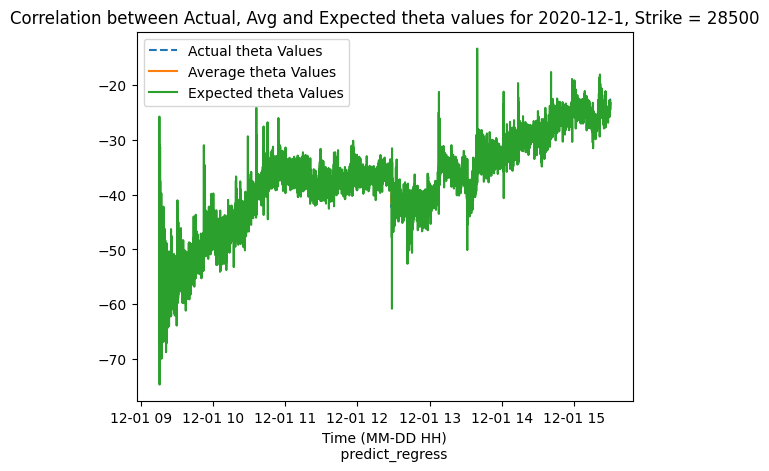 Correlation between Actual, Avg and Expected theta values for 2020-12-1, Strike = 28500
Actual theta Values
Average theta Values
Expected theta Values
−20
−30
−40
−50
−60
−70
12-01 09 12-01 10 12-01 11 12-01 12 12-01 13 12-01 14 12-01 15
Time (MM-DD HH)
predict_regress